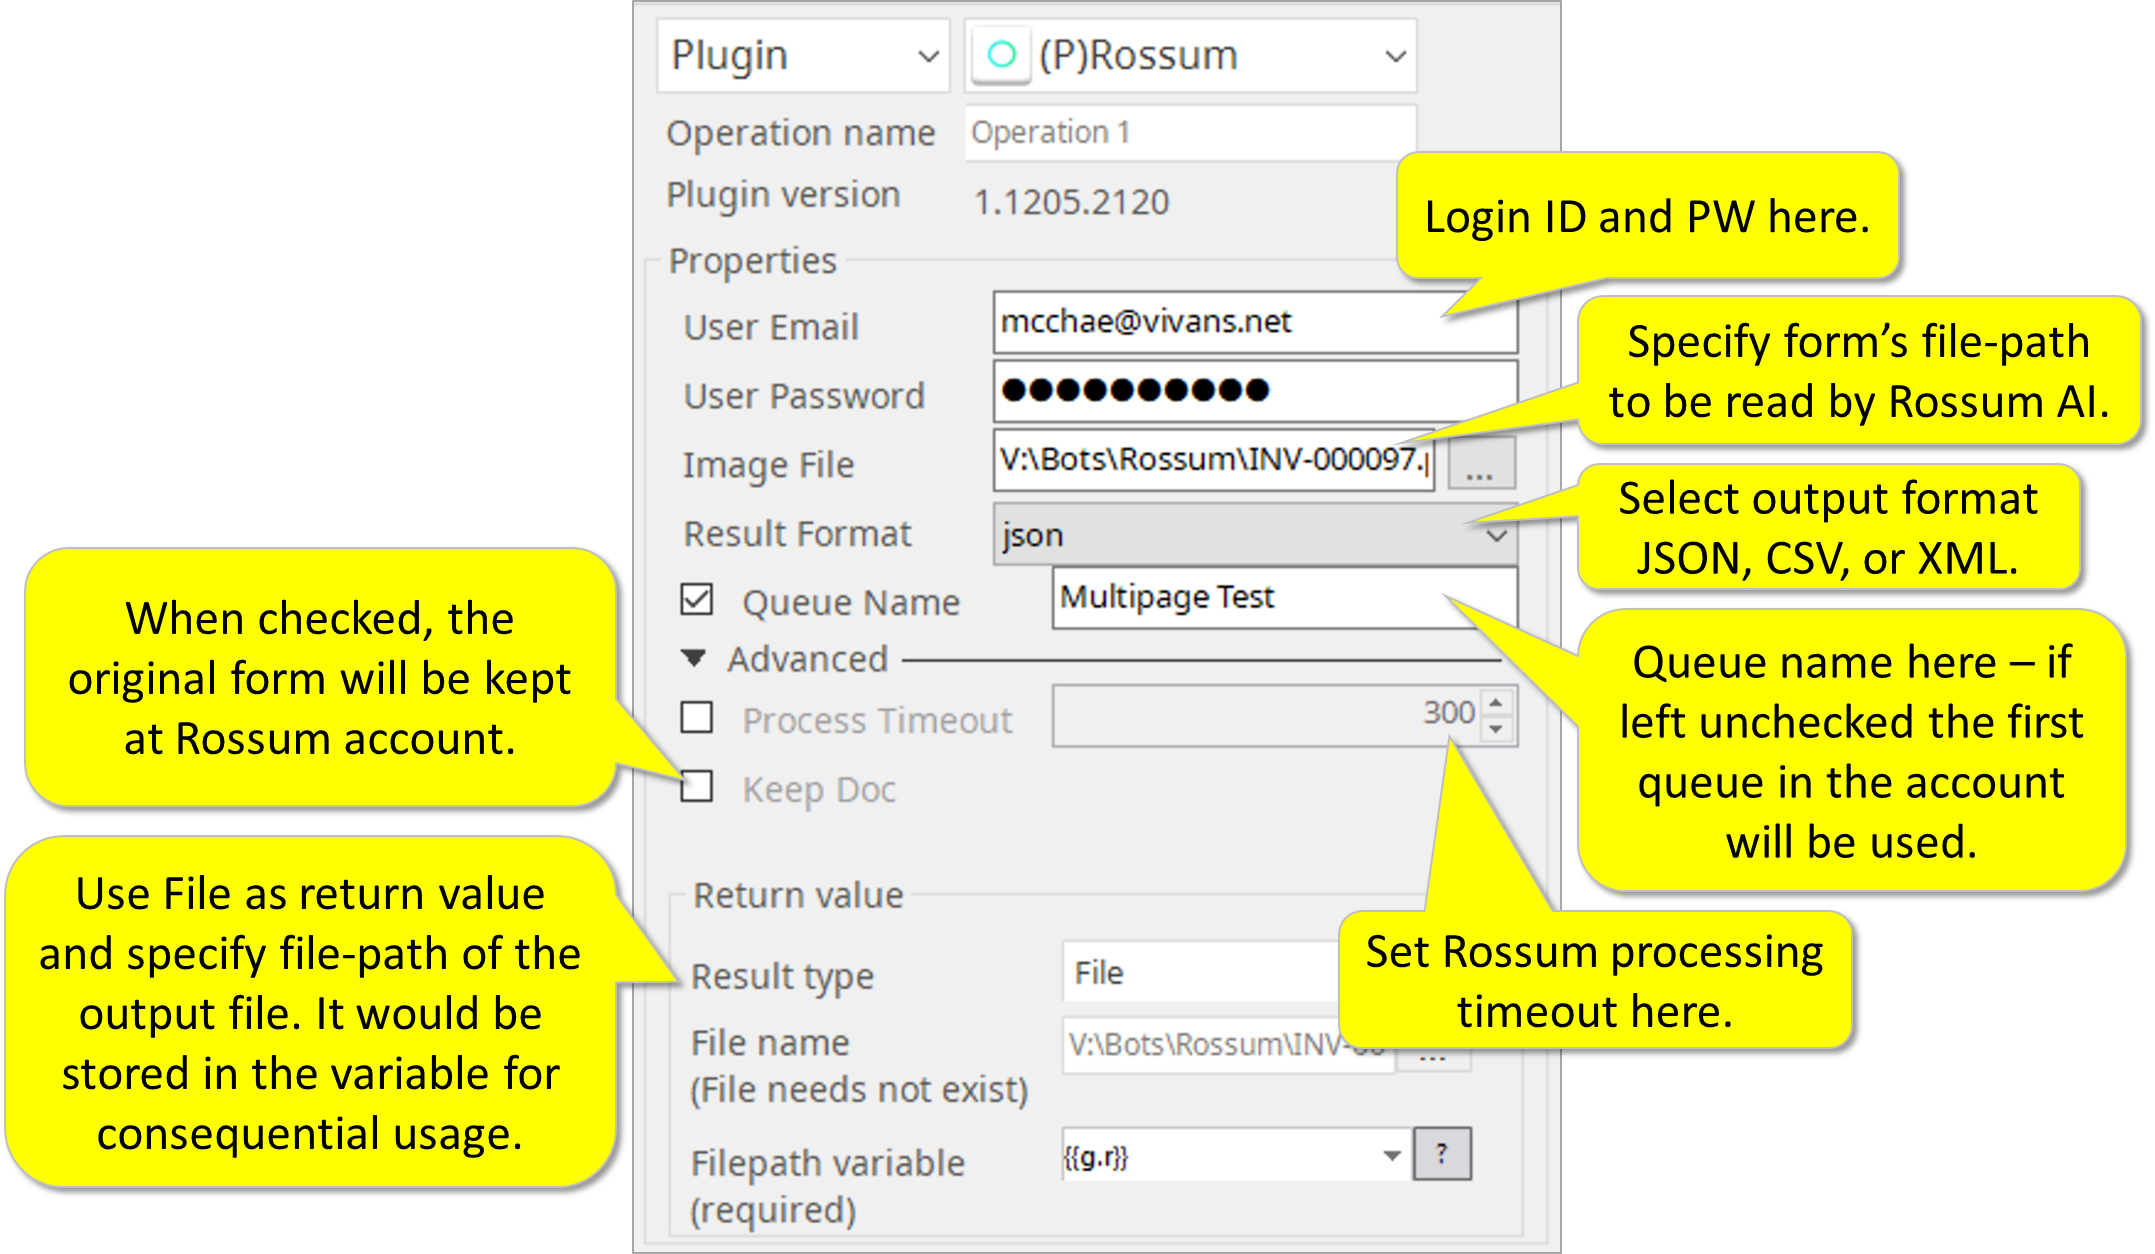 Plugin
(P)Rossum
Operation name
Operation 1
Plugin version
1.1205.2120
Login ID and PW here.
Properties
User Email
mcchae@vivans.net
User Password
●●●●●●●●●●
Specify form’s file-path
to be read by Rossum AI.
Image File
V:\Bots\Rossum\INV-000097.
...
Result Format
json
Select output format
JSON, CSV, or XML.
Queue Name
Multipage Test
Queue name here – if
left unchecked the first
queue in the account
will be used.
When checked, the
original form will be kept
at Rossum account.
Advanced
Process Timeout
300
Keep Doc
Set Rossum processing
timeout here.
Use File as return value
and specify file-path of the
output file. It would be
stored in the variable for
consequential usage.
Return value
Result type
File
File name
(File needs not exist)
V:\Bots\Rossum\INV-
...
Filepath variable
(required)
{{g.r}}
?